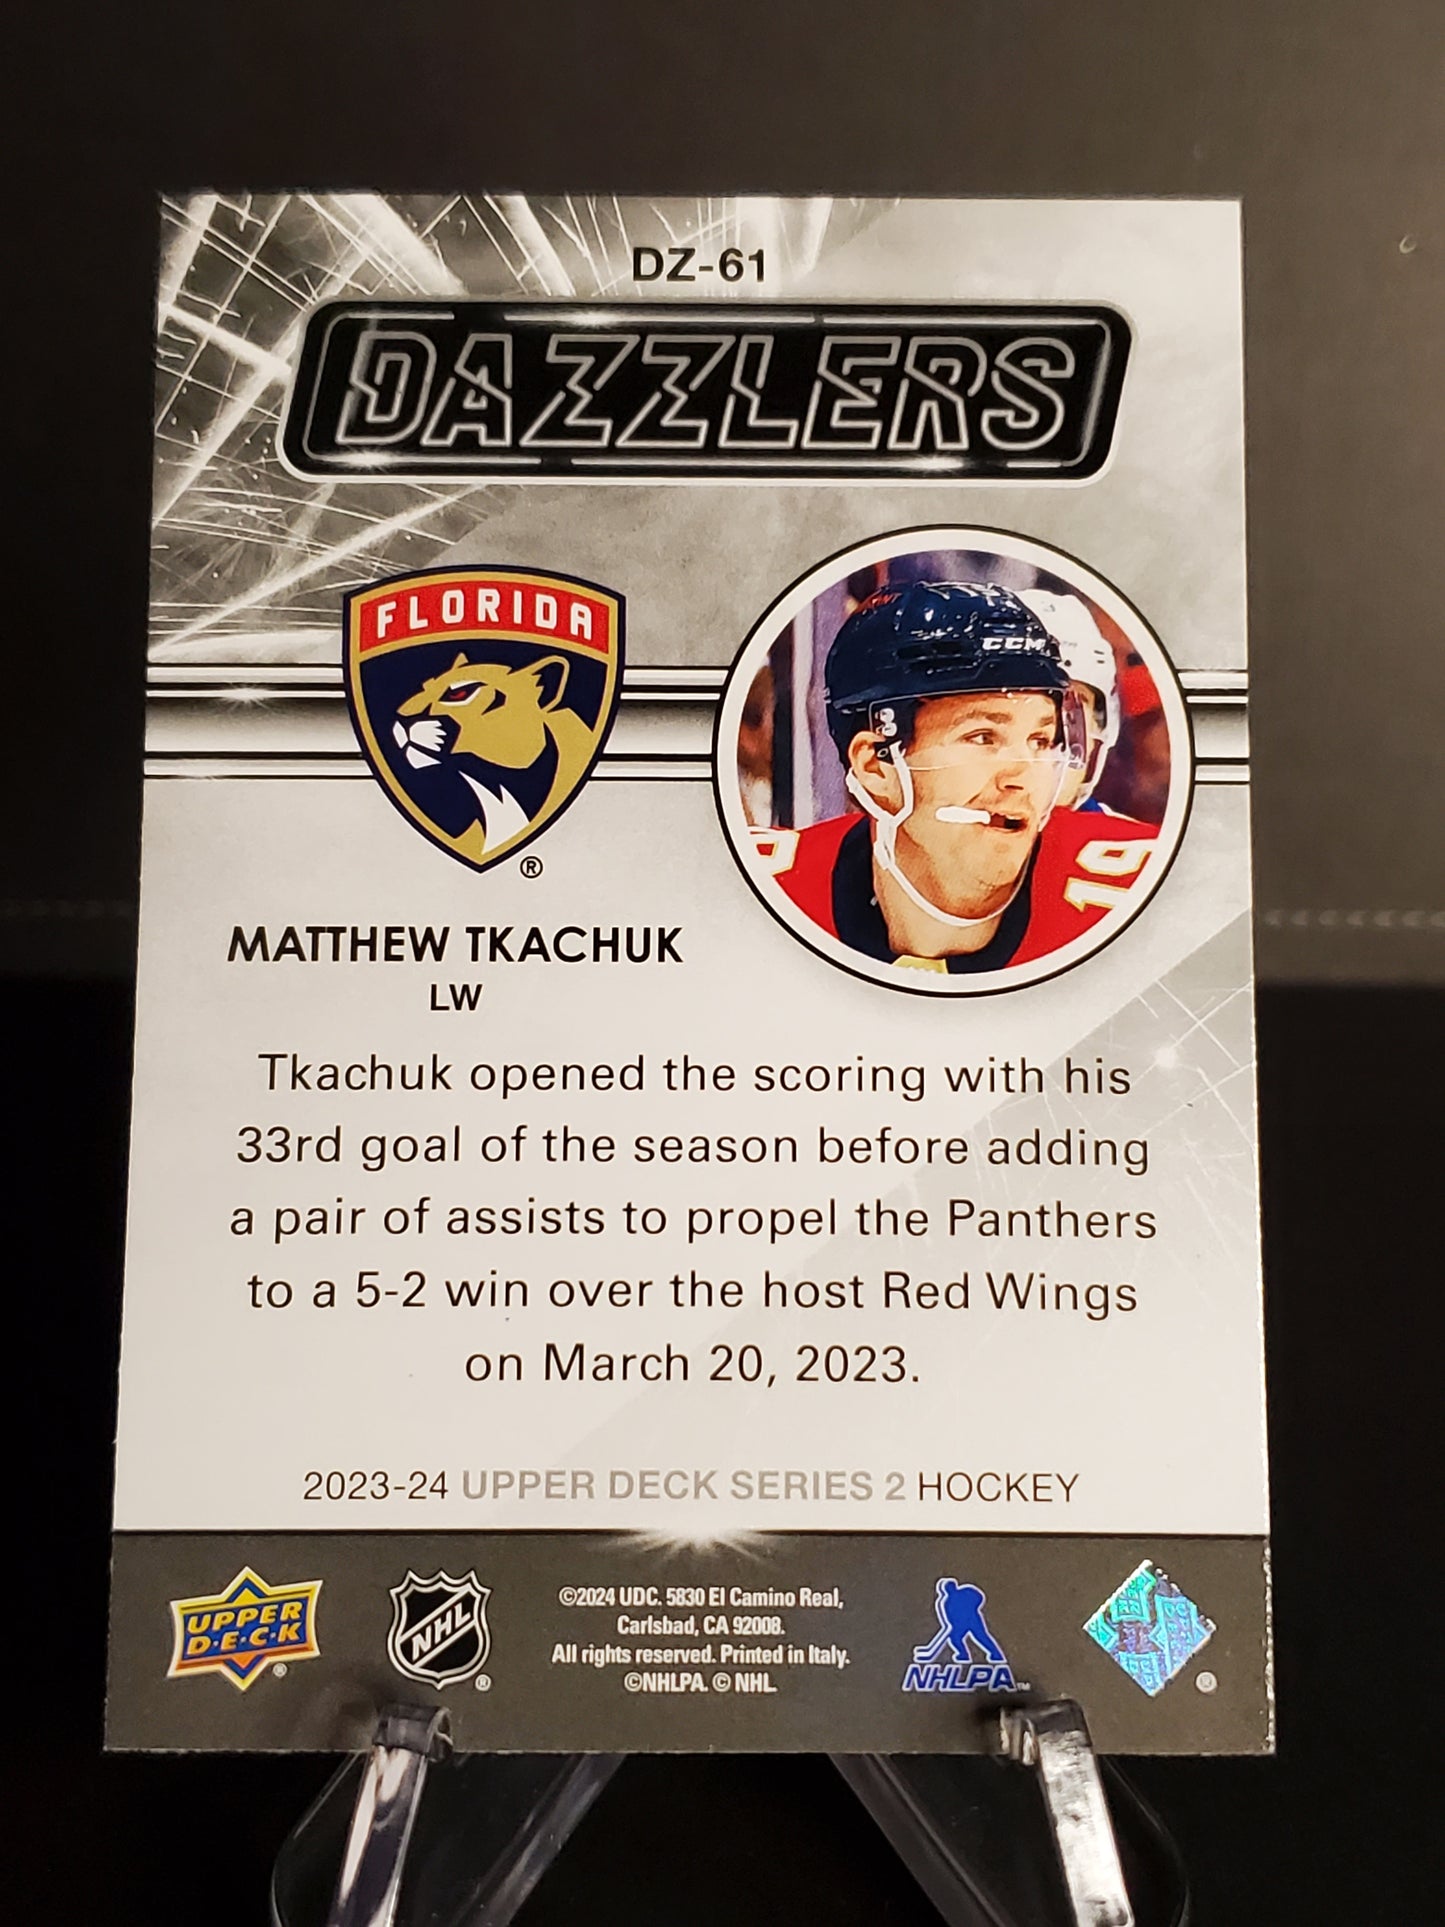 DZ-61
DAZZLERS
FLORIDA
®
CCM
19
MATTHEW TKACHUK
LW
Tkachuk opened the scoring with his
33rd goal of the season before adding
a pair of assists to propel the Panthers
to a 5-2 win over the host Red Wings
on March 20, 2023.
2023-24 UPPER DECK SERIES 2 HOCKEY
UPPER
D•E•C•K
®
NHL
®
©2024 UDC. 5830 El Camino Real,
Carlsbad, CA 92008.
All rights reserved. Printed in Italy.
©NHLPA. © NHL
NHLPA™
®